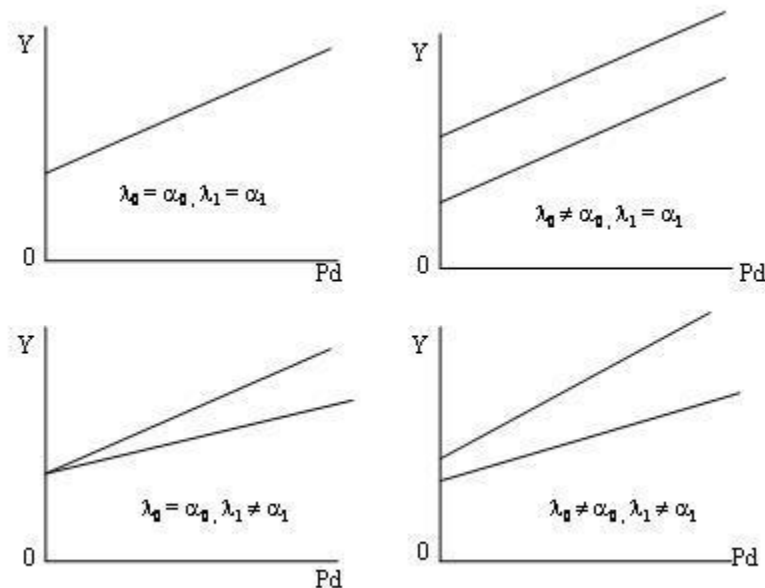 Y
λ₀ = α₀, λ₁ = α₁
0
Pd
Y
λ₀ ≠ α₀, λ₁ = α₁
0
Pd
Y
λ₀ = α₀, λ₁ ≠ α₁
0
Pd
Y
λ₀ ≠ α₀, λ₁ ≠ α₁
0
Pd